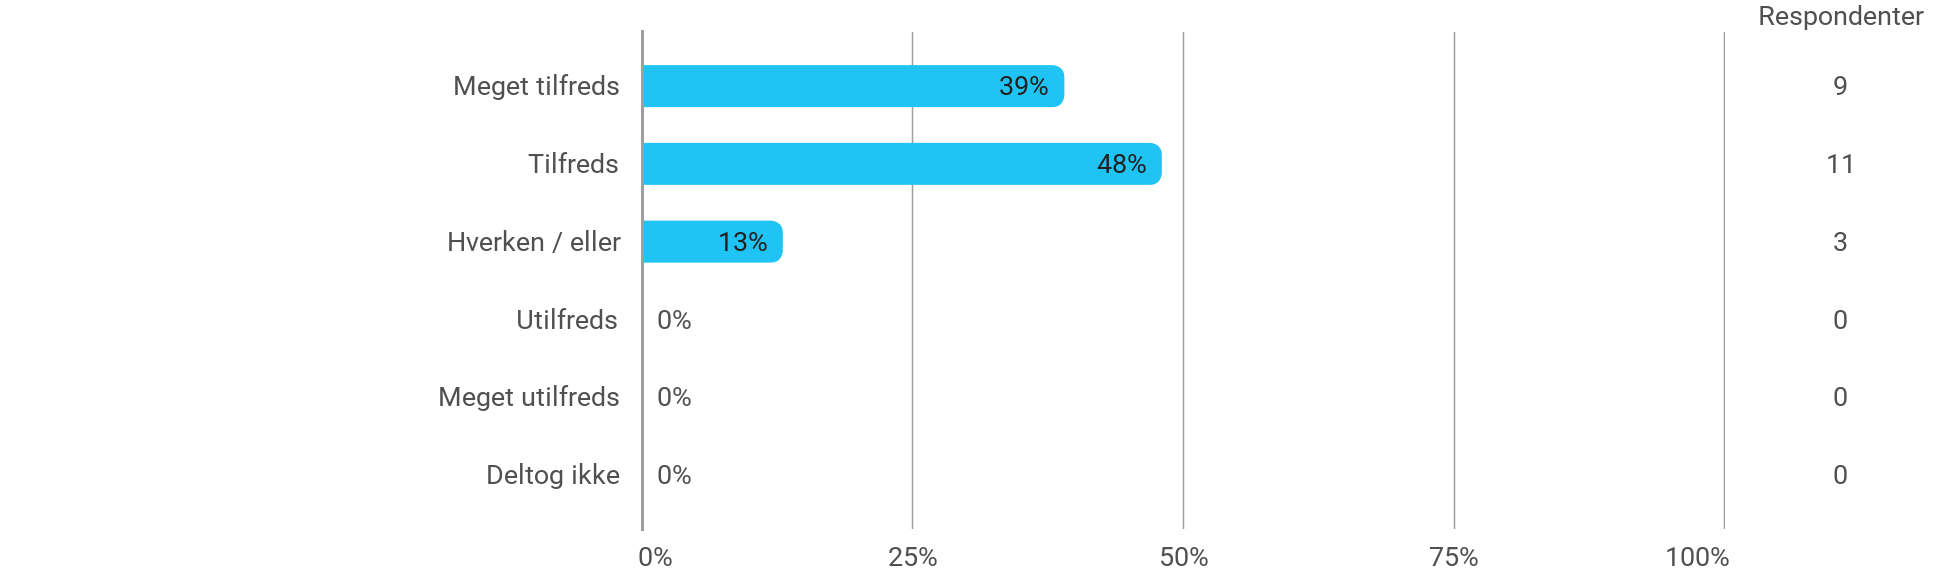 Respondenter
Meget tilfreds 39% 9
Tilfreds 48% 11
Hverken / eller 13% 3
Utilfreds 0% 0
Meget utilfreds 0% 0
Deltog ikke 0% 0
0% 25% 50% 75% 100%